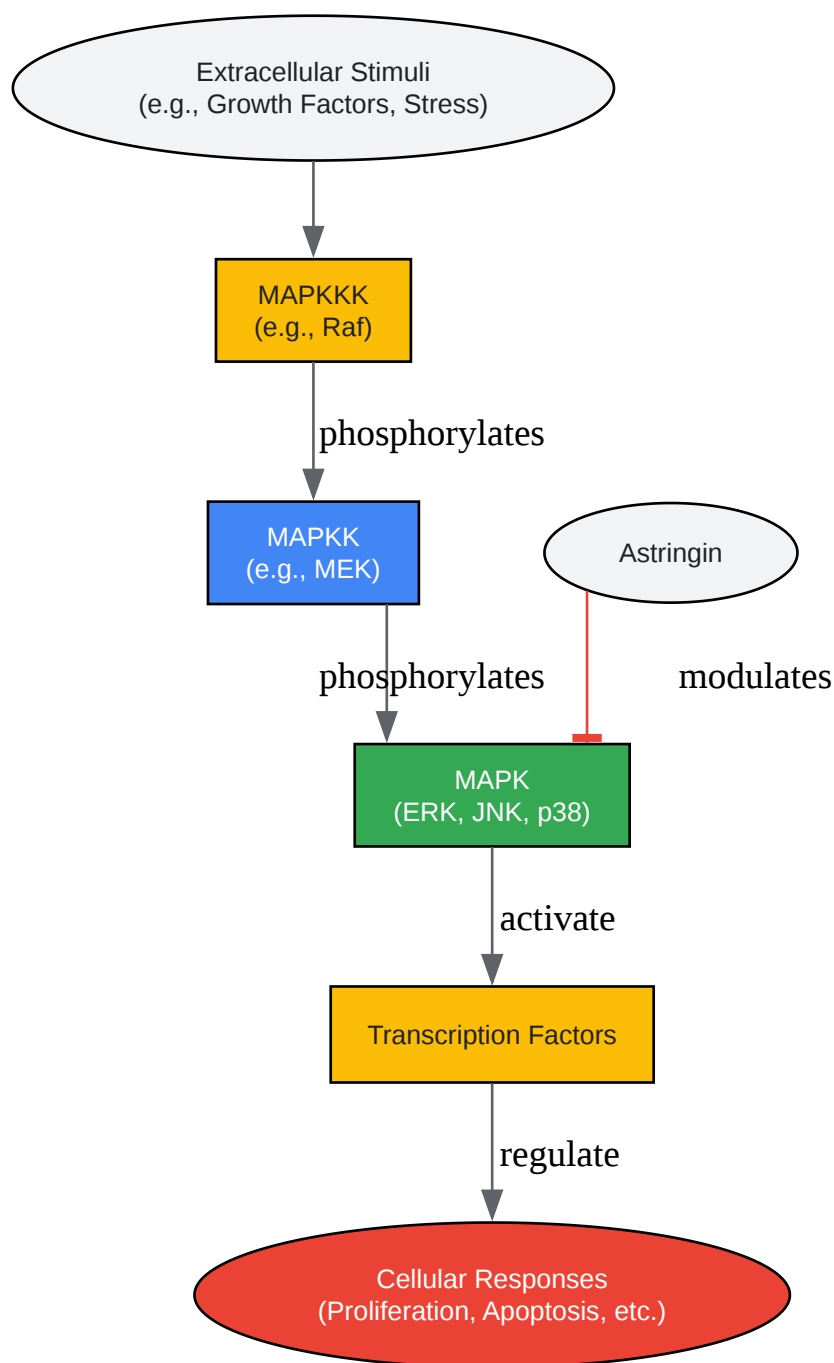 Extracellular Stimuli
(e.g., Growth Factors, Stress)
MAPKKK
(e.g., Raf)
phosphorylates
MAPKK
(e.g., MEK)
Astringin
phosphorylates
modulates
MAPK
(ERK, JNK, p38)
activate
Transcription Factors
regulate
Cellular Responses
(Proliferation, Apoptosis, etc.)